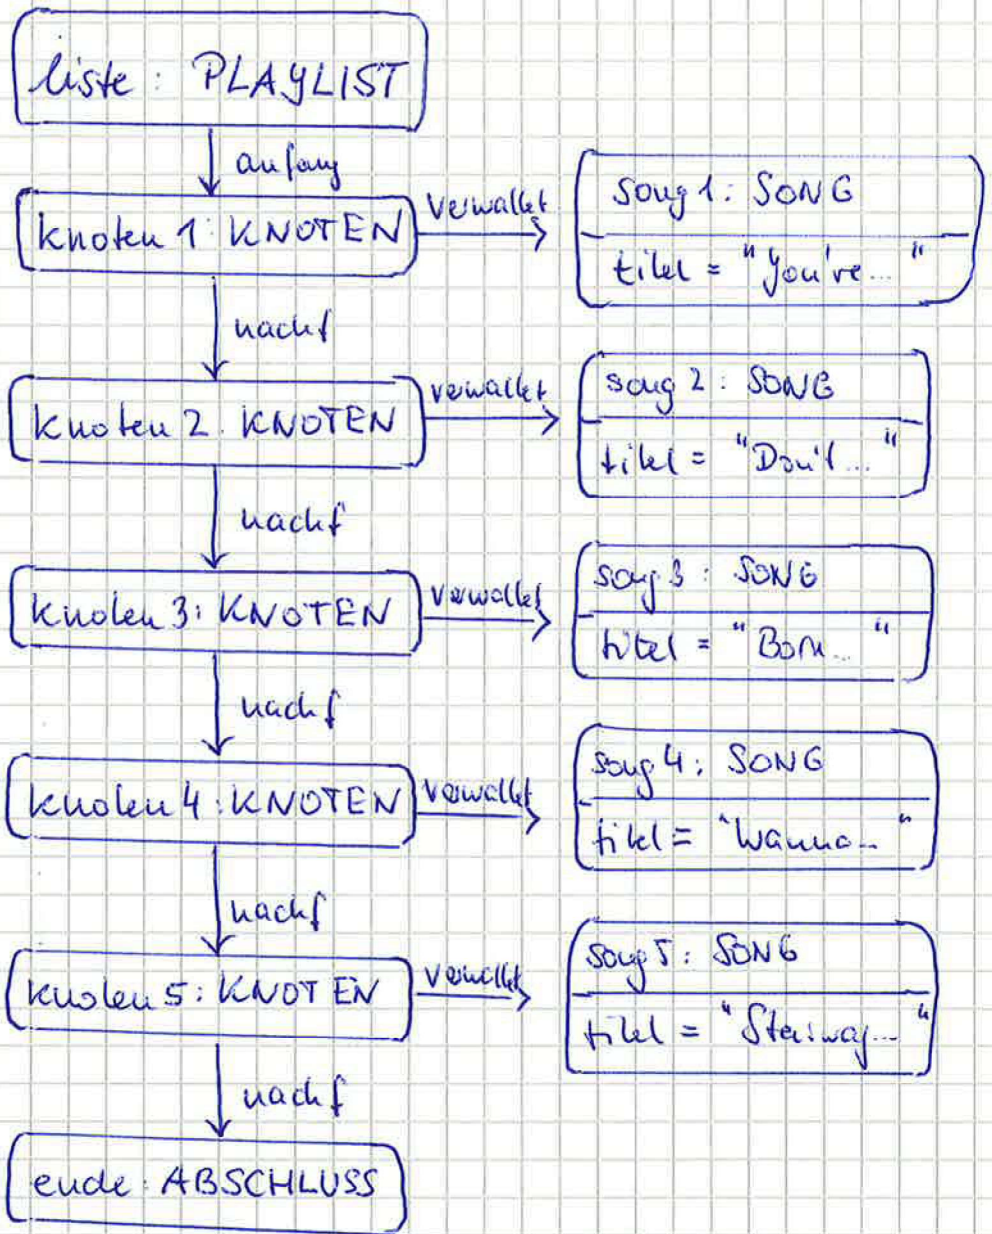 liste: PLAYLIST
anfang
knoten 1: KNOTEN
verwaltet
song 1: SONG
titel = "You're..."
nachf
knoten 2: KNOTEN
verwaltet
song 2: SONG
titel = "Don't..."
nachf
knoten 3: KNOTEN
verwaltet
song 3: SONG
titel = "Born..."
nachf
knoten 4: KNOTEN
verwaltet
song 4: SONG
titel = "Wanna..."
nachf
knoten 5: KNOTEN
verwaltet
song 5: SONG
titel = "Stairway..."
nachf
ende: ABSCHLUSS